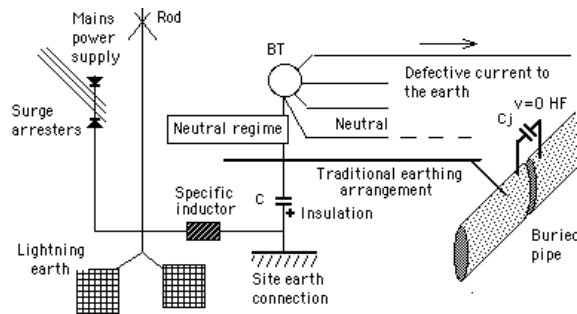 Mains
power
supply
Rod
Surge
arresters
BT
Defective current to
the earth
Neutral regime
Neutral
v=0 HF
Cj
Traditional earthing
arrangement
C
Insulation
Specific
inductor
Lightning
earth
Site earth
connection
Buried
pipe